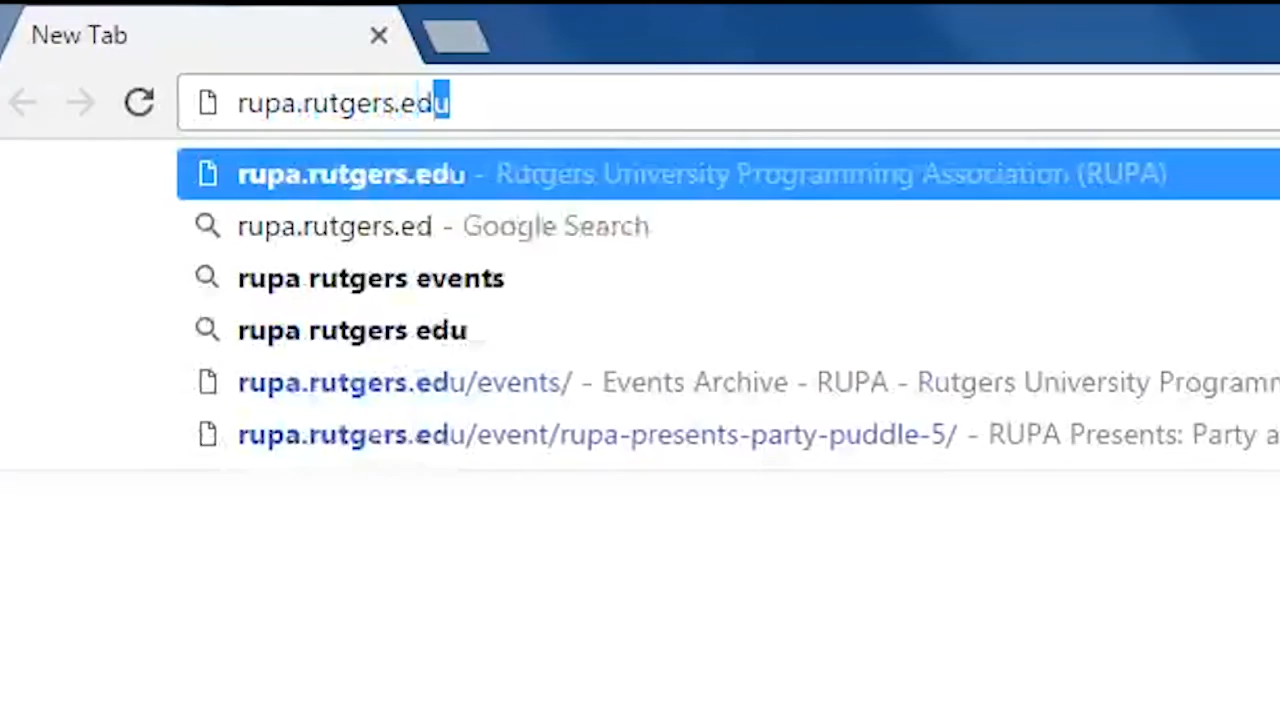 New Tab
rupa.rutgers.edu
rupa.rutgers.edu - Rutgers University Programming Association (RUPA)
rupa.rutgers.ed - Google Search
rupa rutgers events
rupa rutgers edu
rupa.rutgers.edu/events/ - Events Archive - RUPA - Rutgers University Programm
rupa.rutgers.edu/event/rupa-presents-party-puddle-5/ - RUPA Presents: Party a